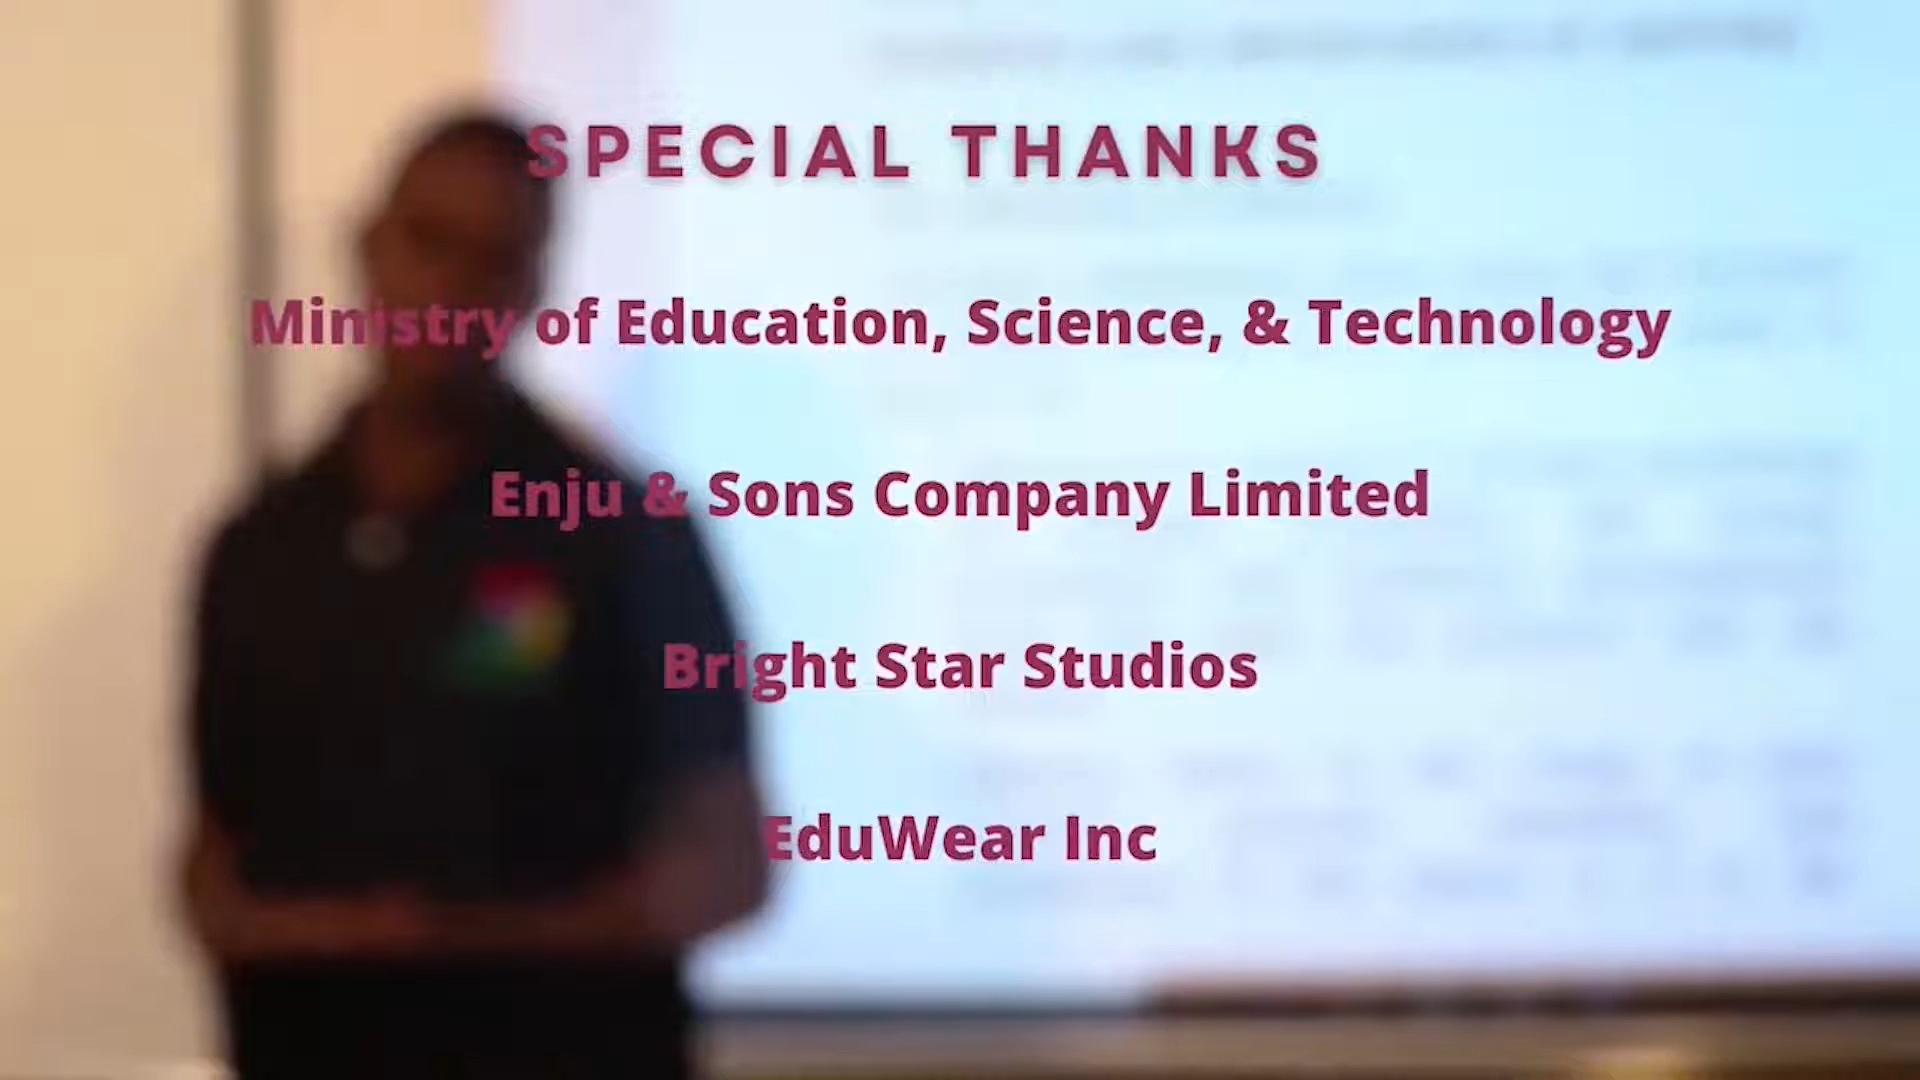 SPECIAL THANKS
Ministry of Education, Science, & Technology
Enju & Sons Company Limited
Bright Star Studios
EduWear Inc